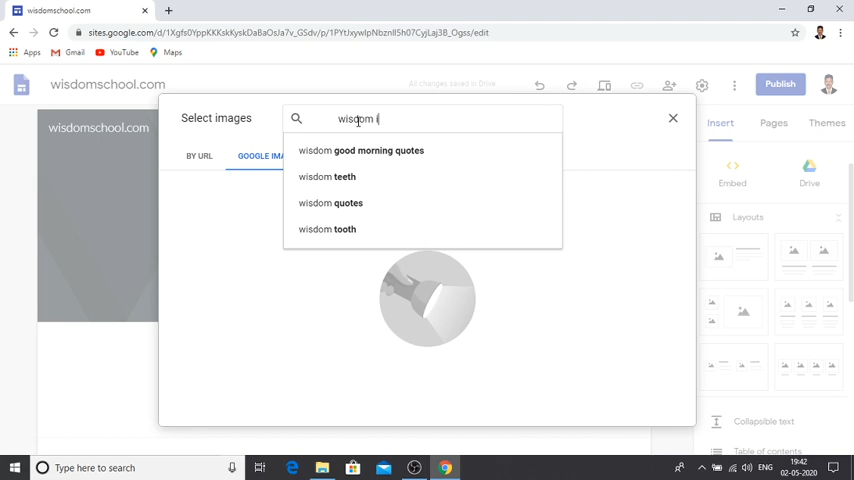 wisdomschool.com
sites.google.com/d/1Xgfs0YppKKKskKyskDaBaOsJa7v_GSdv/p/1PYtJxywlpNbznlI5h07CyjLaj3B_Ogss/edit
Apps Gmail YouTube Maps
wisdomschool.com
All changes saved in Drive
Publish
wisdomschool.com
Select images
wisdom i
BY URL
GOOGLE IMA
wisdom good morning quotes
wisdom teeth
wisdom quotes
wisdom tooth
Insert Pages Themes
Embed Drive
Layouts
Collapsible text
Table of contents
Type here to search
ENG
19:42
02-05-2020